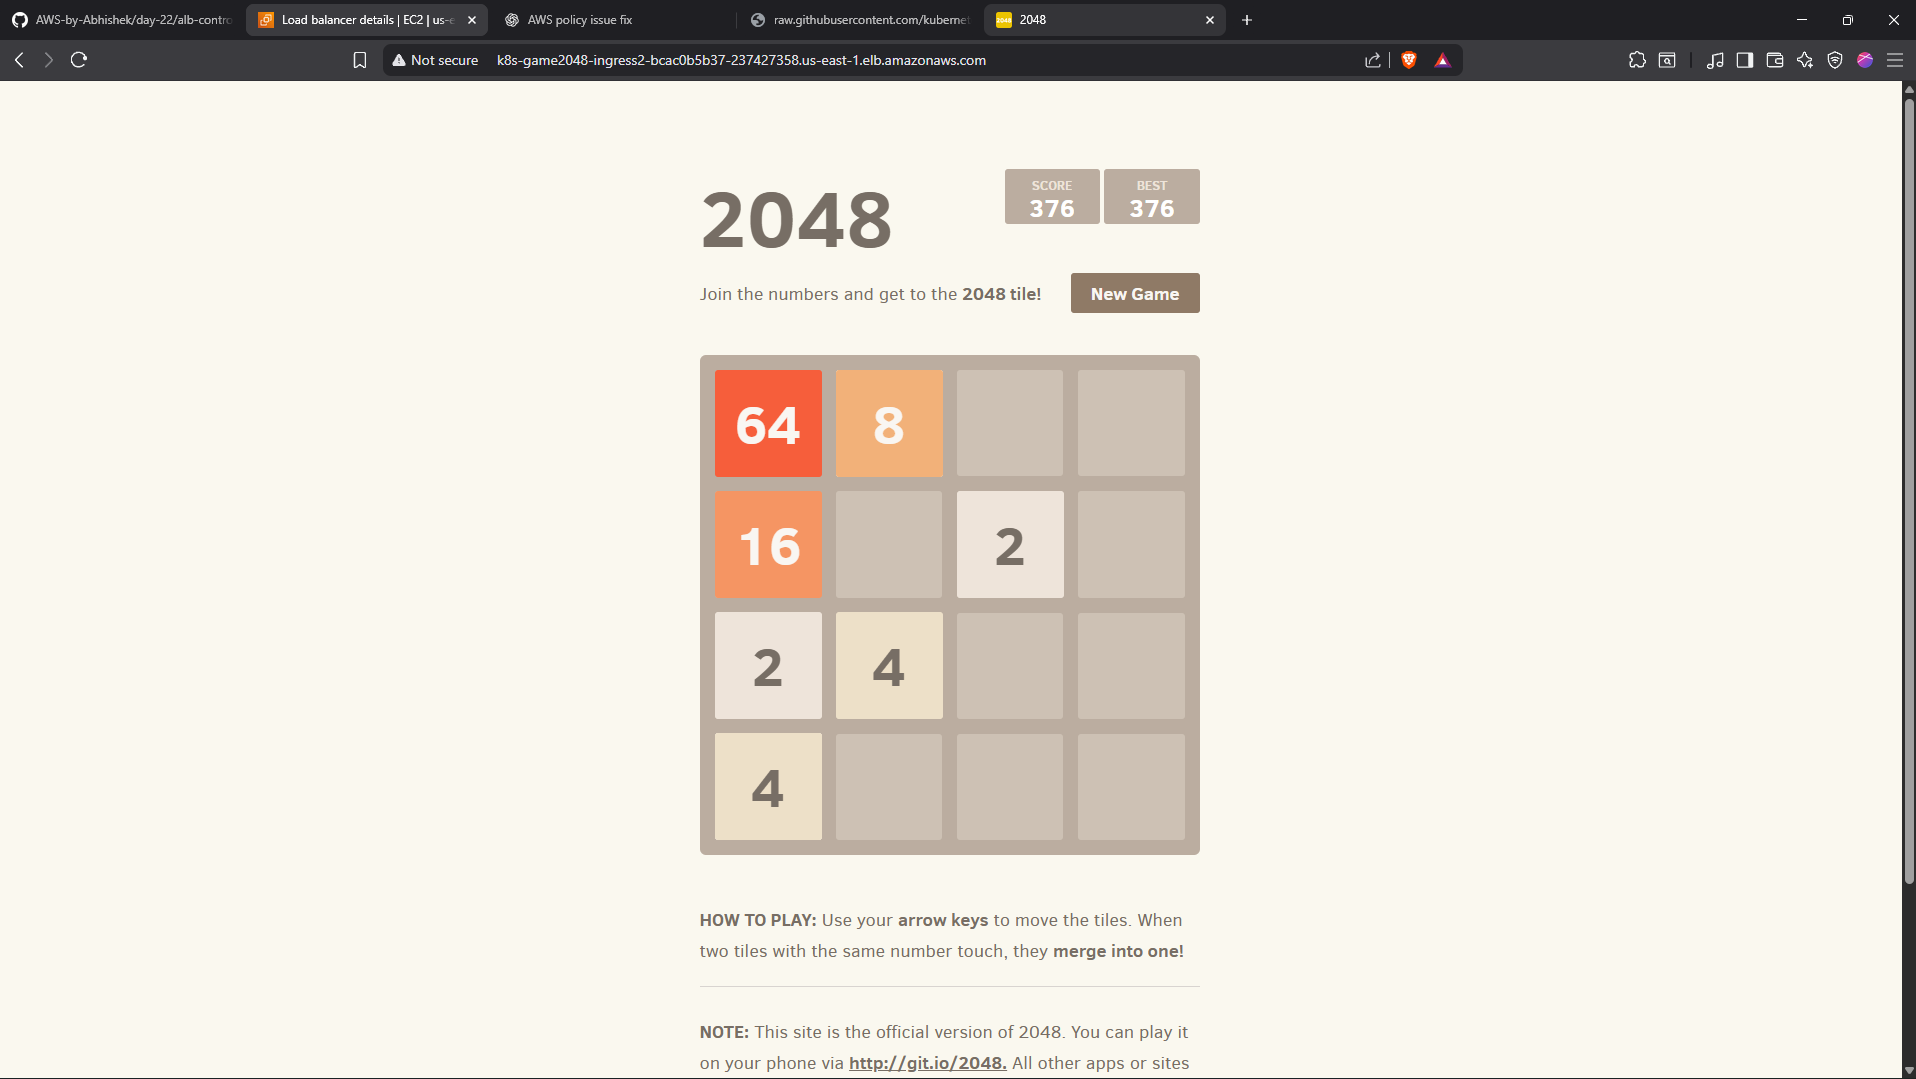 AWS-by-Abhishek/day-22/alb-contro
Load balancer details | EC2 | us-e
AWS policy issue fix
raw.githubusercontent.com/kuberne
2048
2048
Not secure
k8s-game2048-ingress2-bcac0b5b37-237427358.us-east-1.elb.amazonaws.com
2048
SCORE
376
BEST
376
Join the numbers and get to the 2048 tile!
New Game
64 8
16 2
2 4
4
HOW TO PLAY: Use your arrow keys to move the tiles. When
two tiles with the same number touch, they merge into one!
NOTE: This site is the official version of 2048. You can play it
on your phone via http://git.io/2048. All other apps or sites